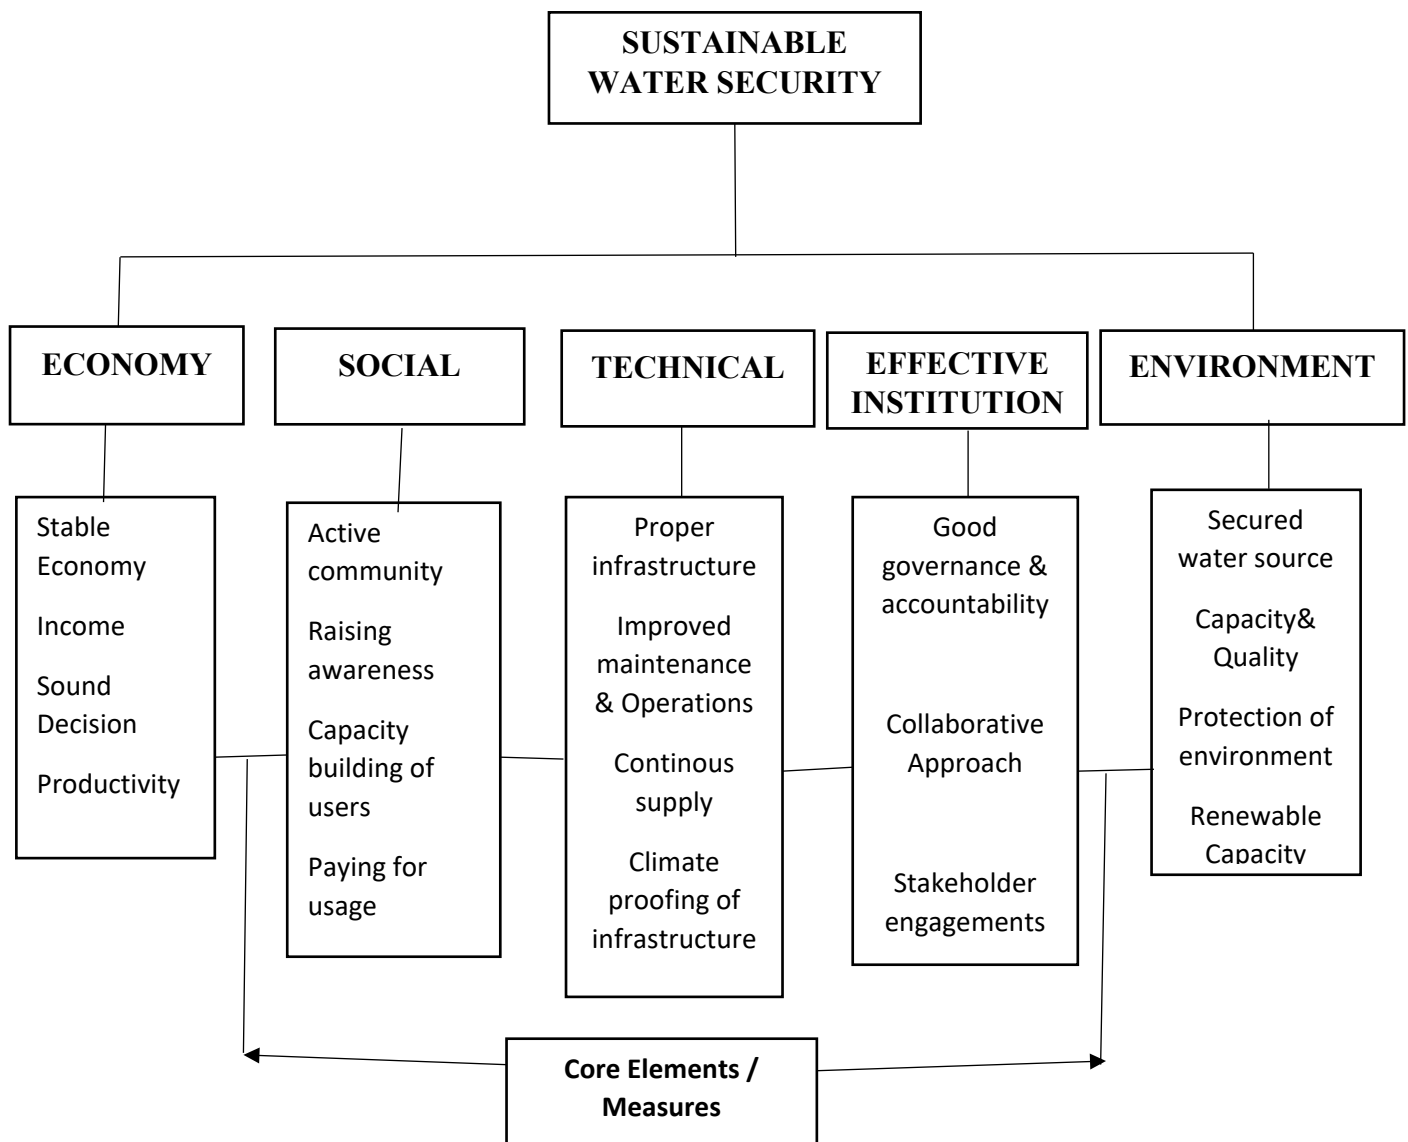 SUSTAINABLE
WATER SECURITY
ECONOMY
SOCIAL
TECHNICAL
EFFECTIVE
INSTITUTION
ENVIRONMENT
Stable
Economy
Income
Sound
Decision
Productivity
Active
community
Raising
awareness
Capacity
building of
users
Paying for
usage
Proper
infrastructure
Improved
maintenance
& Operations
Continous
supply
Climate
proofing of
infrastructure
Good
governance &
accountability
Collaborative
Approach
Stakeholder
engagements
Secured
water source
Capacity&
Quality
Protection of
environment
Renewable
Capacity
Core Elements /
Measures